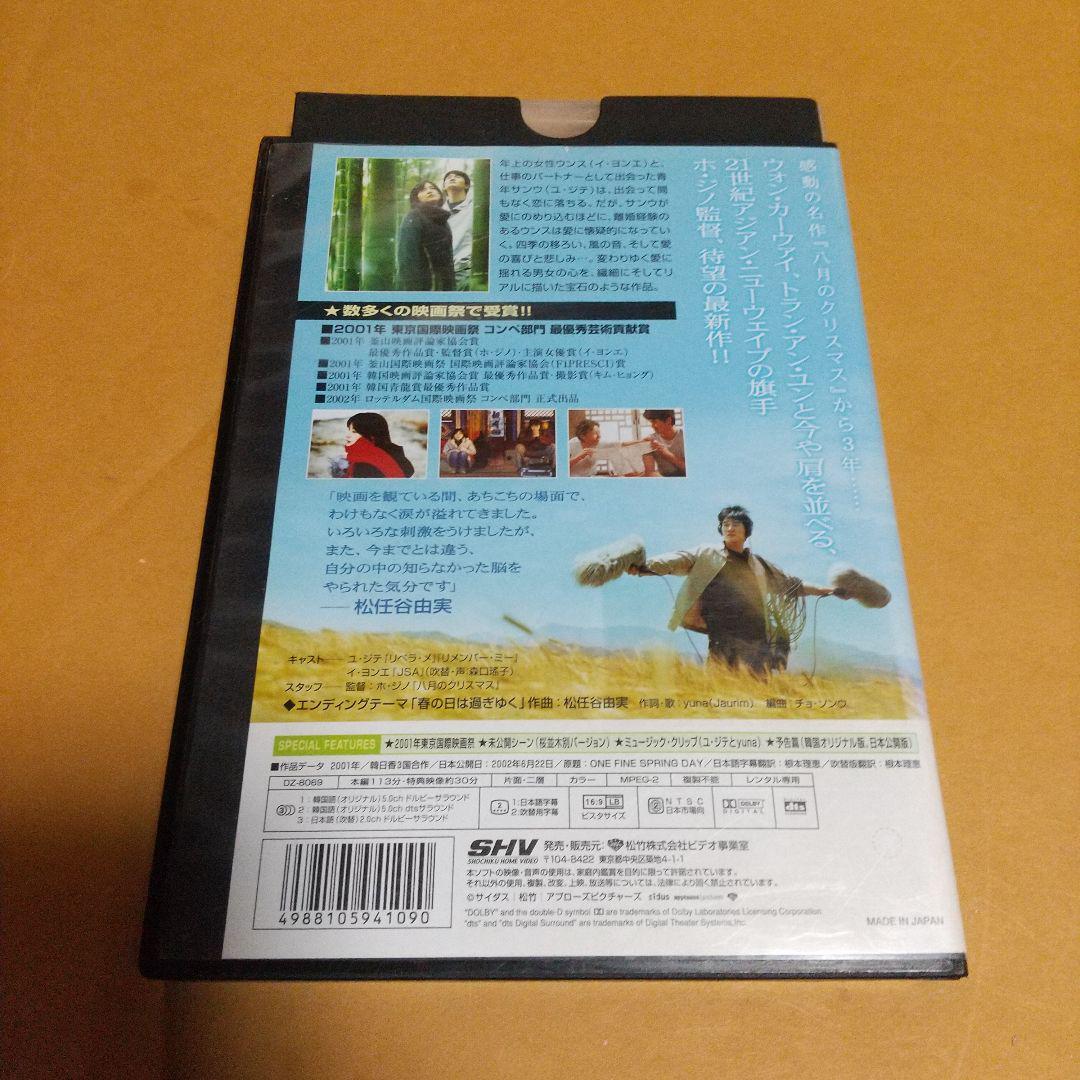 感動の名作『八月のクリスマス』から3年……
ウォン・カーウァイ、トラン・アン・ユンと今や肩を並べる、
21世紀アジアン・ニューウェイブの旗手
ホ・ジノ監督、待望の最新作!!
年上の女性ウンス(イ・ヨンエ)と、
仕事のパートナーとして出会った青
年サンウ(ユ・ジテ)は、出会って間
もなく恋に落ちる。だが、サンウが
愛にのめり込むほどに、離婚経験の
あるウンスは愛に懐疑的になってい
く。四季の移ろい、風の音、そして愛
の喜びと悲しみ…。変わりゆく愛に
揺れる男女の心を、繊細にそしてリ
アルに描いた宝石のような作品。
★数多くの映画祭で受賞!!
■2001年 東京国際映画祭 コンペ部門 最優秀芸術貢献賞
■2001年 釜山映画評論家協会賞
最優秀作品賞・監督賞(ホ・ジノ)・主演女優賞(イ・ヨンエ)
■2001年 釜山国際映画祭 国際映画評論家協会(FIPRESCI)賞
■2001年 韓国映画評論家協会賞 最優秀作品賞・撮影賞(キム・ヒョング)
■2001年 韓国青龍賞最優秀作品賞
■2002年 ロッテルダム国際映画祭 コンペ部門 正式出品
「映画を観ている間、あちこちの場面で、
わけもなく涙が溢れてきました。
いろいろな刺激をうけましたが、
また、今までとは違う、
自分の中の知らなかった脳を
やられた気分です」
──松任谷由実
キャスト── ユ・ジテ『リベラ・メ』『リメンバー・ミー』
イ・ヨンエ『JSA』(吹替・声:森口瑤子)
スタッフ── 監督:ホ・ジノ『八月のクリスマス』
◆エンディングテーマ「春の日は過ぎゆく」作曲:松任谷由実 作詞・歌:yuna(Jaurim) 編曲:チョ・ソンウ
SPECIAL FEATURES ★2001年東京国際映画祭 ★未公開シーン(桜並木別バージョン) ★ミュージック・クリップ(ユ・ジテとyuna) ★予告篇(韓国オリジナル版。日本公開版)
■作品データ 2001年/韓日香3国合作/日本公開日:2002年6月22日/原題:ONE FINE SPRING DAY/日本語字幕翻訳:根本理恵/吹替台本翻訳:根本理恵
DZ-8069 本編113分・特典映像約30分 片面・二層 カラー MPEG-2 複製不能 レンタル専用
3 1:韓国語(オリジナル)5.0ch ドルビーサラウンド
2:韓国語(オリジナル)5.0ch dtsサラウンド
3:日本語(吹替)2.0ch ドルビーサラウンド
2 1:日本語字幕
2:吹替用字幕
16:9 LB
ビスタサイズ
2 NTSC
日本市場向
DOLBY
DIGITAL
dts
4988105941090
SHV
SHOCHIKU HOME VIDEO
発売・販売元: 松竹株式会社ビデオ事業室
〒104-8422 東京都中央区築地4-1-1
本ソフトの映像・音声の使用は、家庭内鑑賞を目的に限って許諾されています。
それ以外の使用、複製、改変、上映、放送等については、法律により固く禁止されています。
©サイダス|松竹|アプローズピクチャーズ sidus applause pictures
"DOLBY" and the double-D symbol are trademarks of Dolby Laboratories Licensing Corporation
"dts" and "dts Digital Surround" are trademarks of Digital Theater Systems,Inc.
MADE IN JAPAN